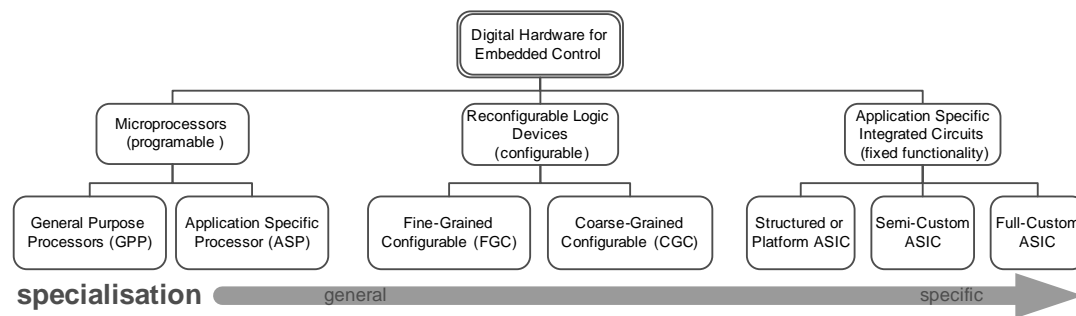 Digital Hardware for
Embedded Control
Microprocessors
(programable )
Reconfigurable Logic
Devices
(configurable)
Application Specific
Integrated Circuits
(fixed functionality)
General Purpose
Processors (GPP)
Application Specific
Processor (ASP)
Fine-Grained
Configurable (FGC)
Coarse-Grained
Configurable (CGC)
Structured or
Platform ASIC
Semi-Custom
ASIC
Full-Custom
ASIC
specialisation
general
specific